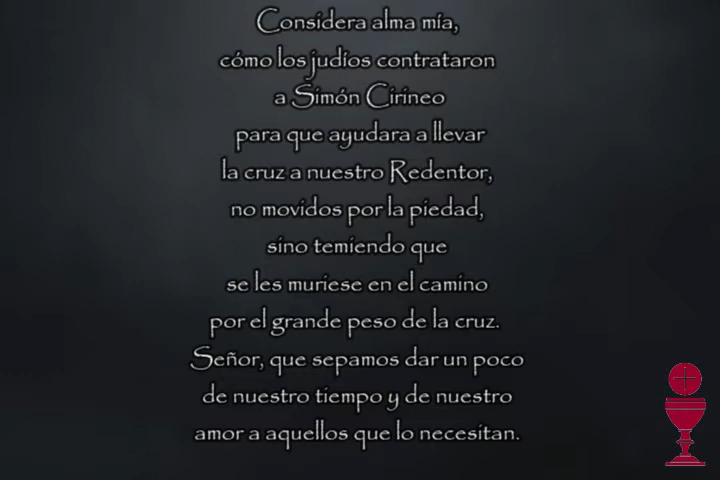 Considera alma mía,
cómo los judíos contrataron
a Simón Cirineo
para que ayudara a llevar
la cruz a nuestro Redentor,
no movidos por la piedad,
sino temiendo que
se les muriese en el camino
por el grande peso de la cruz.
Señor, que sepamos dar un poco
de nuestro tiempo y de nuestro
amor a aquellos que lo necesitan.